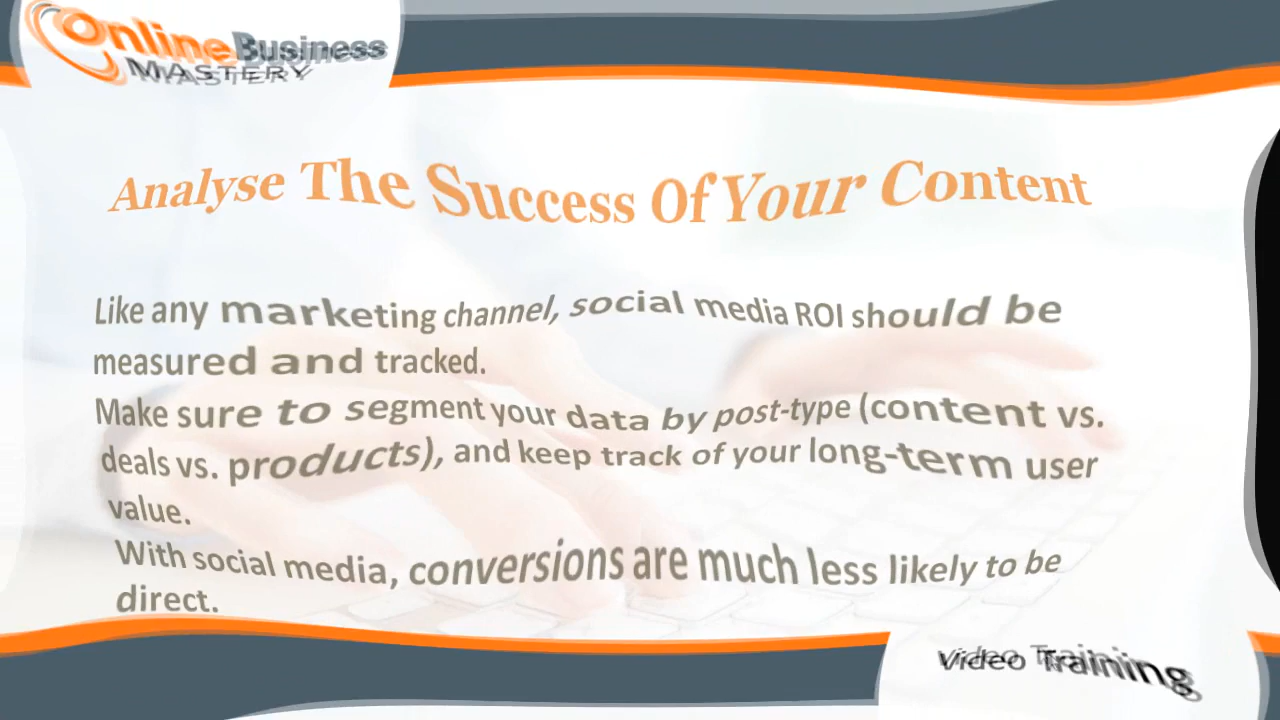 Online Business
MASTERY
Analyse The Success Of Your Content
Like any marketing channel, social media ROI should be
measured and tracked.
Make sure to segment your data by post-type (content vs.
deals vs. products), and keep track of your long-term user
value.
With social media, conversions are much less likely to be
direct.
Video Training